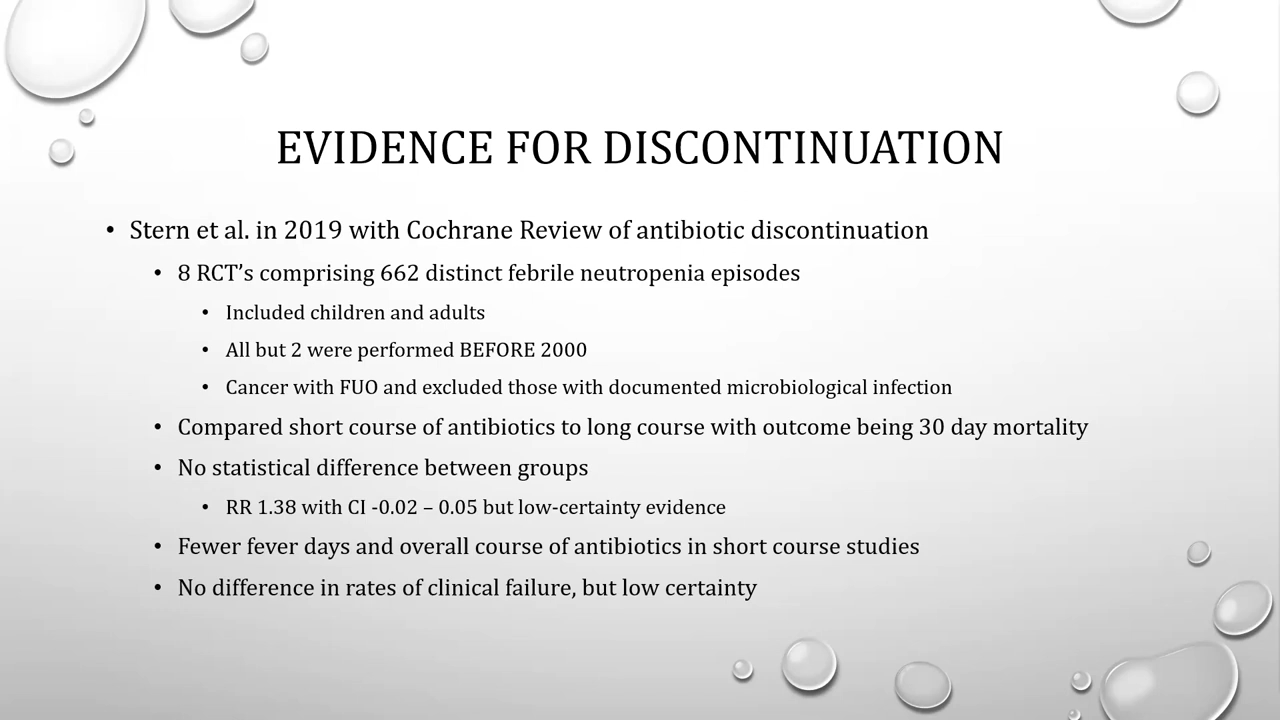 EVIDENCE FOR DISCONTINUATION
• Stern et al. in 2019 with Cochrane Review of antibiotic discontinuation
• 8 RCT’s comprising 662 distinct febrile neutropenia episodes
• Included children and adults
• All but 2 were performed BEFORE 2000
• Cancer with FUO and excluded those with documented microbiological infection
• Compared short course of antibiotics to long course with outcome being 30 day mortality
• No statistical difference between groups
• RR 1.38 with CI -0.02 – 0.05 but low-certainty evidence
• Fewer fever days and overall course of antibiotics in short course studies
• No difference in rates of clinical failure, but low certainty